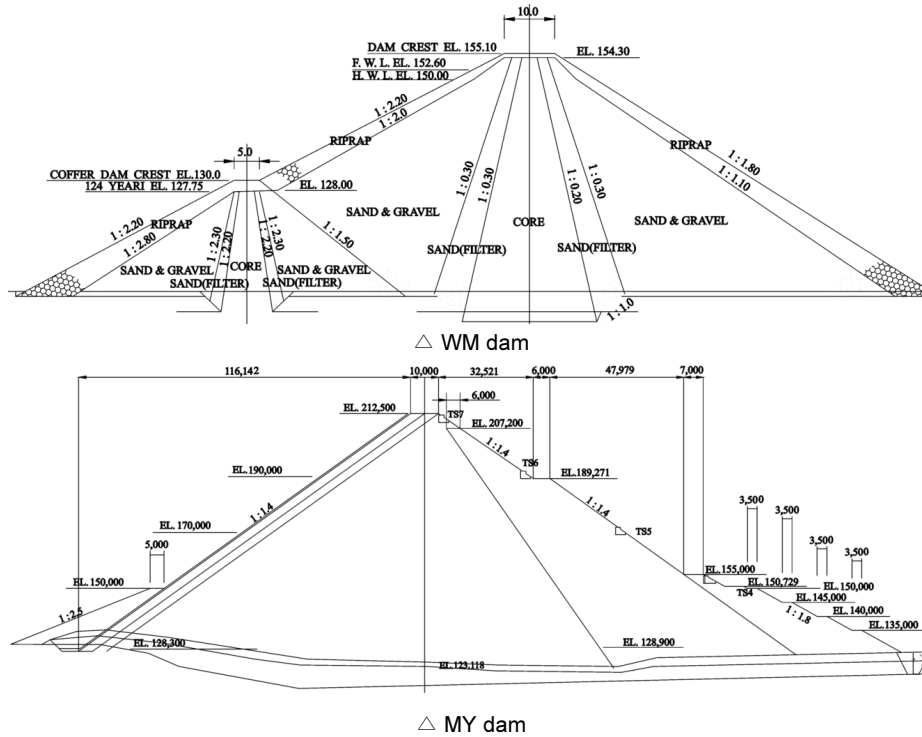 10.0
DAM CREST EL. 155.10
EL. 154.30
F. W. L. EL. 152.60
H. W. L. EL. 150.00
1 : 2.20
1 : 2.0
RIPRAP
RIPRAP
1 : 1.80
1 : 1.10
5.0
COFFER DAM CREST EL.130.0
124 YEARI EL. 127.75
EL. 128.00
1 : 0.30
1 : 0.30
1 : 0.20
1 : 0.30
RIPRAP
1 : 2.20
1 : 2.80
1 : 2.30
1 : 2.20
1 : 2.30
1 : 2.20
1 : 1.50
SAND & GRAVEL
CORE
SAND & GRAVEL
SAND(FILTER)
SAND(FILTER)
SAND & GRAVEL
CORE
SAND & GRAVEL
SAND(FILTER)
SAND(FILTER)
1 : 1.0
△ WM dam
116,142
10,000
32,521
6,000
47,979
7,000
6,000
EL. 212,500
TS7
EL. 207,200
1 : 1.4
TS6
EL.190,000
EL.189,271
1 : 1.4
1 : 1.4
3,500
3,500
3,500
3,500
EL. 170,000
TS5
5,000
EL. 155,000
EL. 150,000
EL. 150,729
EL. 150,000
TS4
EL. 145,000
1 : 2.5
1 : 1.8
EL. 140,000
EL. 135,000
EL. 128,300
EL. 128,900
EL.123.118
△ MY dam